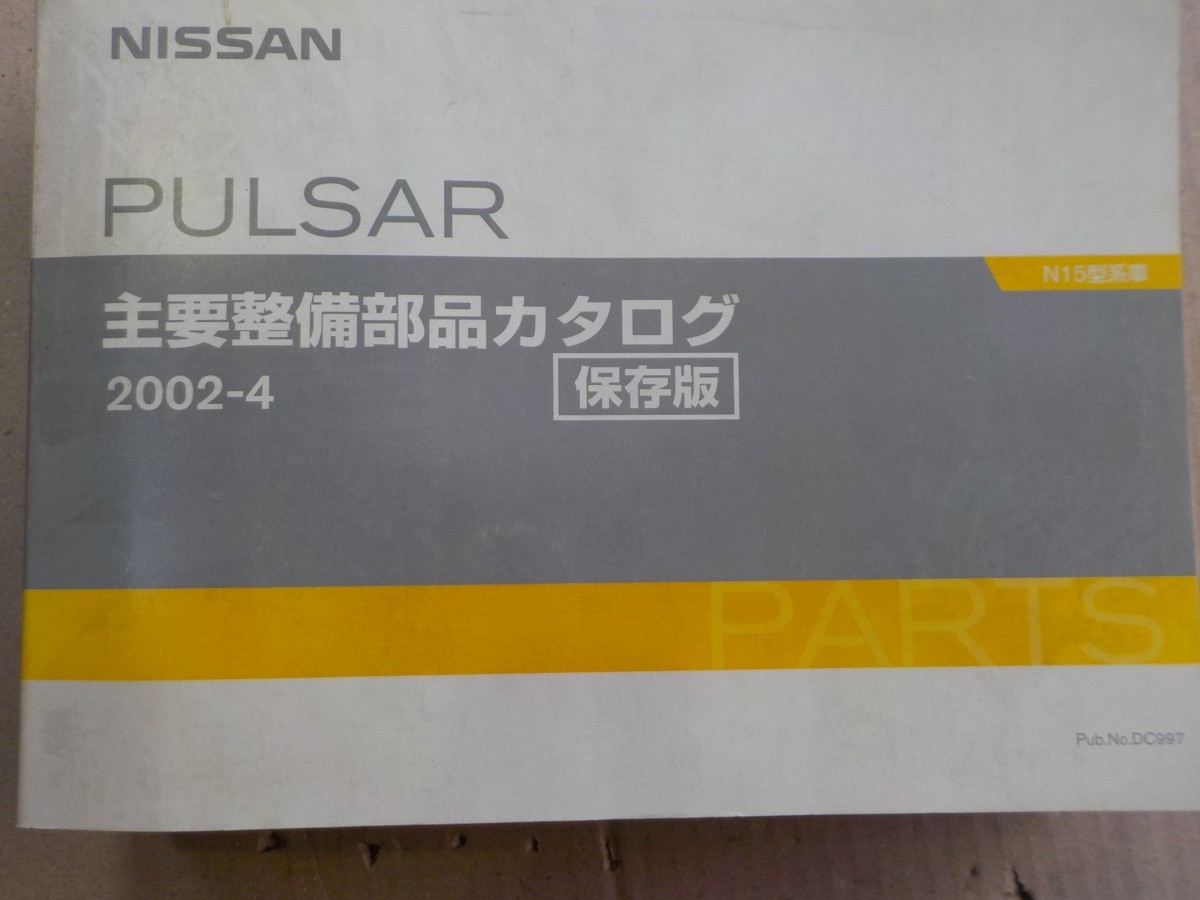 NISSAN
PULSAR
N15型系車
主要整備部品カタログ
2002-4
保存版
PARTS
Pub.No.DC997